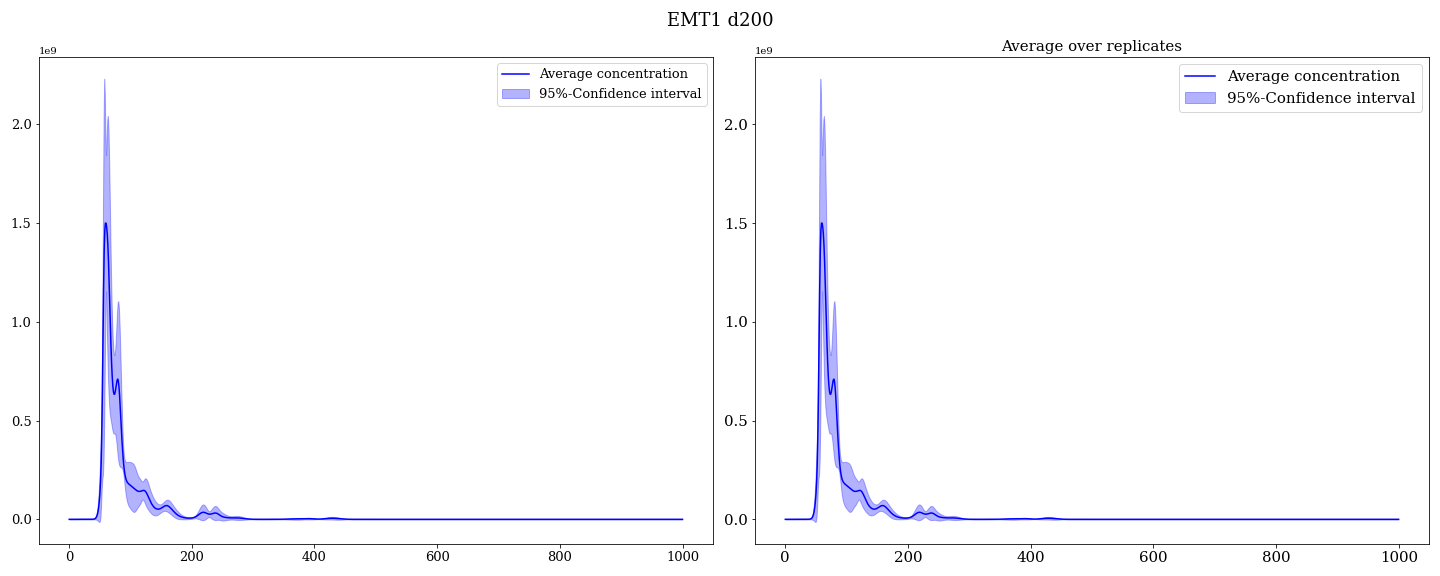 EMT1 d200
1e9
Average concentration
95%-Confidence interval
2.0
1.5
1.0
0.5
0.0
0 200 400 600 800 1000
Average over replicates
1e9
Average concentration
95%-Confidence interval
2.0
1.5
1.0
0.5
0.0
0 200 400 600 800 1000